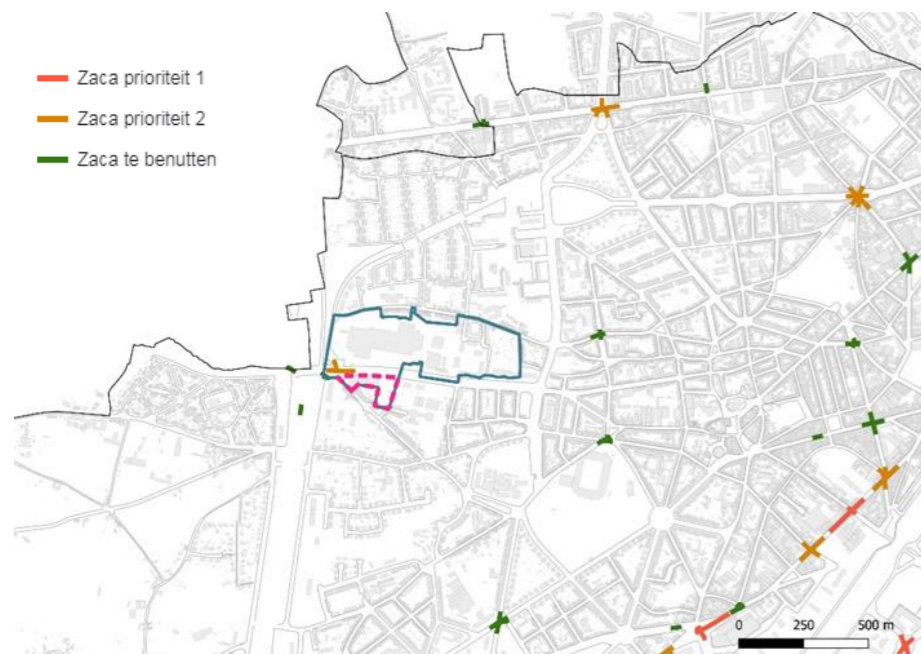 Zaca prioriteit 1
Zaca prioriteit 2
Zaca te benutten
0 250 500 m